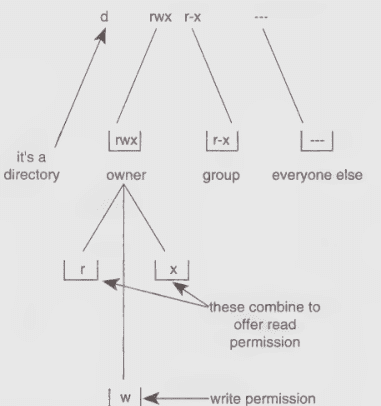 d rwx r-x ---
rwx r-x ---
it's a
directory
owner group everyone else
r x
these combine to
offer read
permission
w write permission